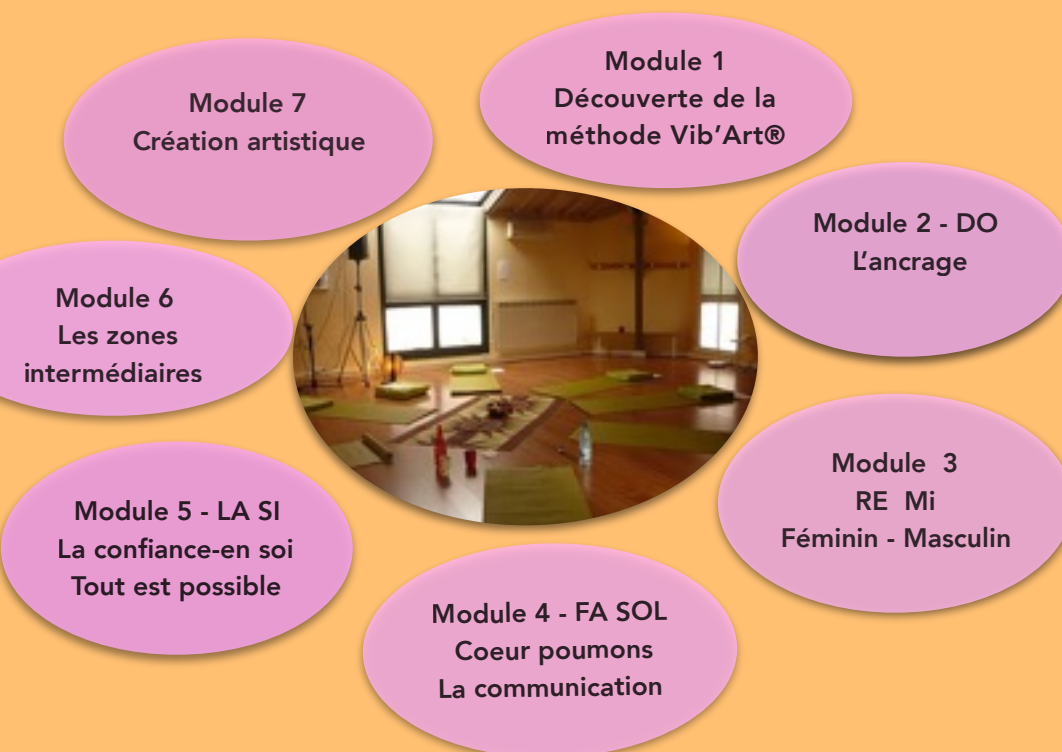 Module 1
Découverte de la
méthode Vib’Art®
Module 2 - DO
L’ancrage
Module  3
RE  Mi
Féminin - Masculin
Module 4 - FA SOL
Coeur poumons
La communication
Module 5 - LA SI
La confiance-en soi
Tout est possible
Module 6
Les zones
intermédiaires
Module 7
Création artistique